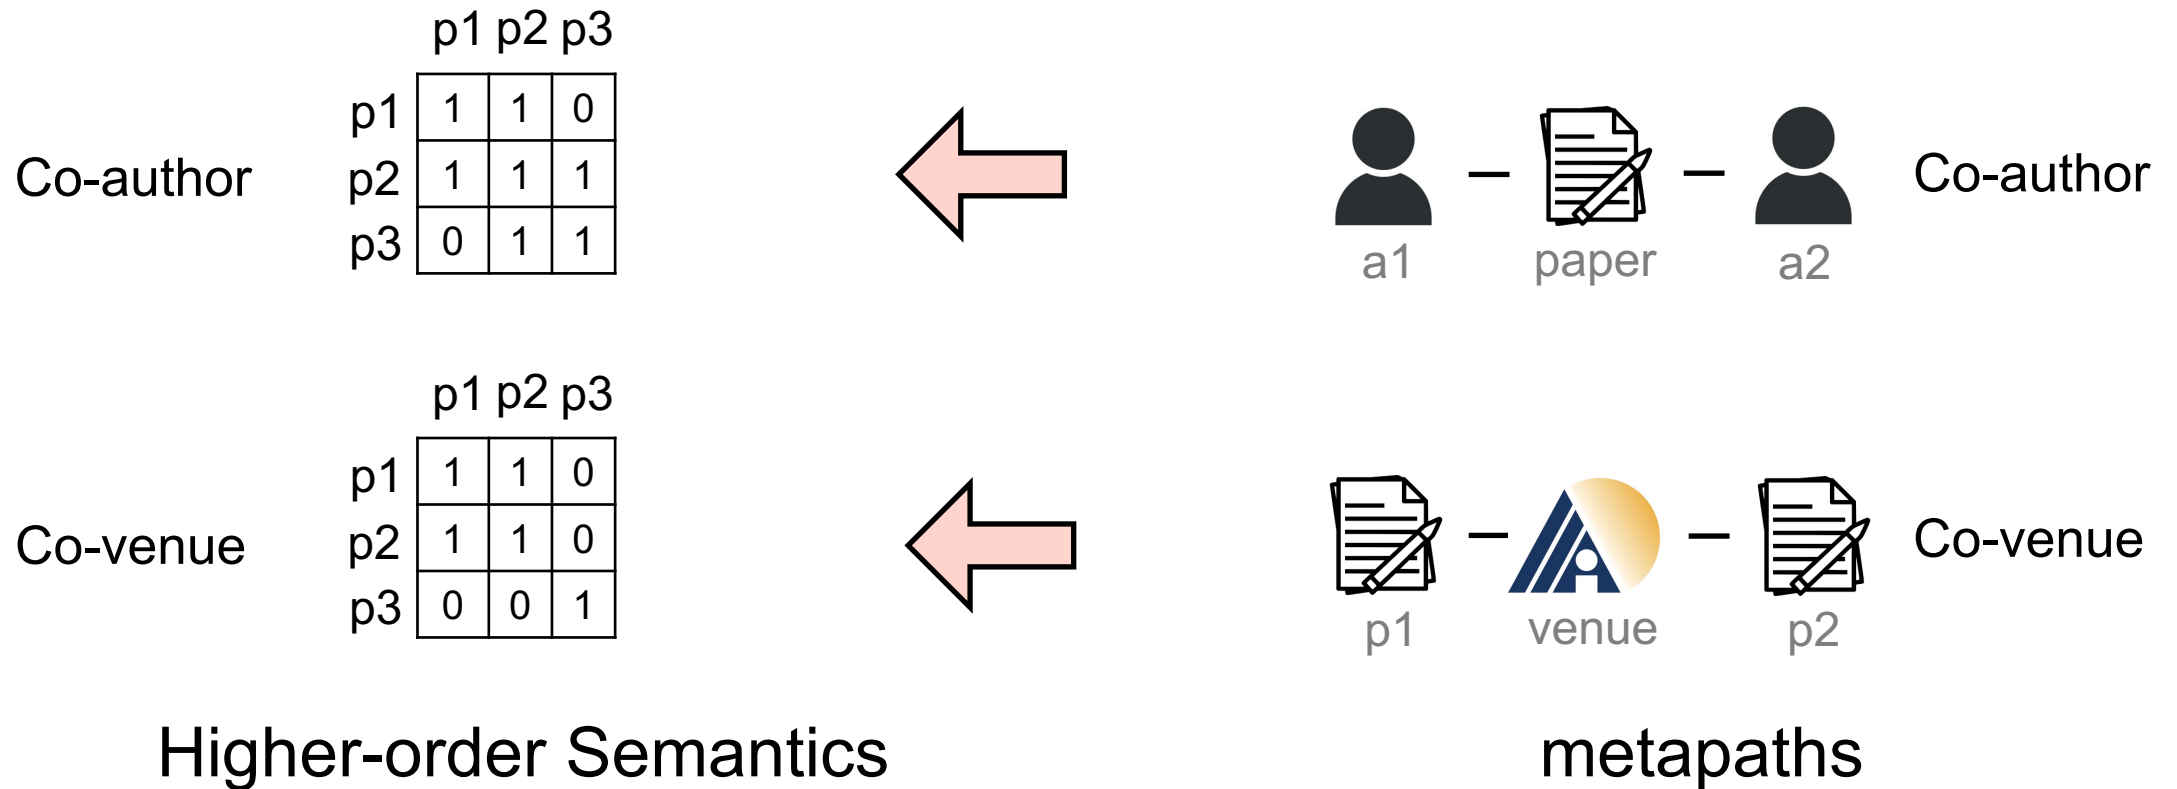 p1 p2 p3
p1 1 1 0
Co-author p2 1 1 1 Co-author
p3 0 1 1
a1 paper a2
p1 p2 p3
p1 1 1 0
Co-venue p2 1 1 0 Co-venue
p3 0 0 1
p1 venue p2
Higher-order Semantics metapaths